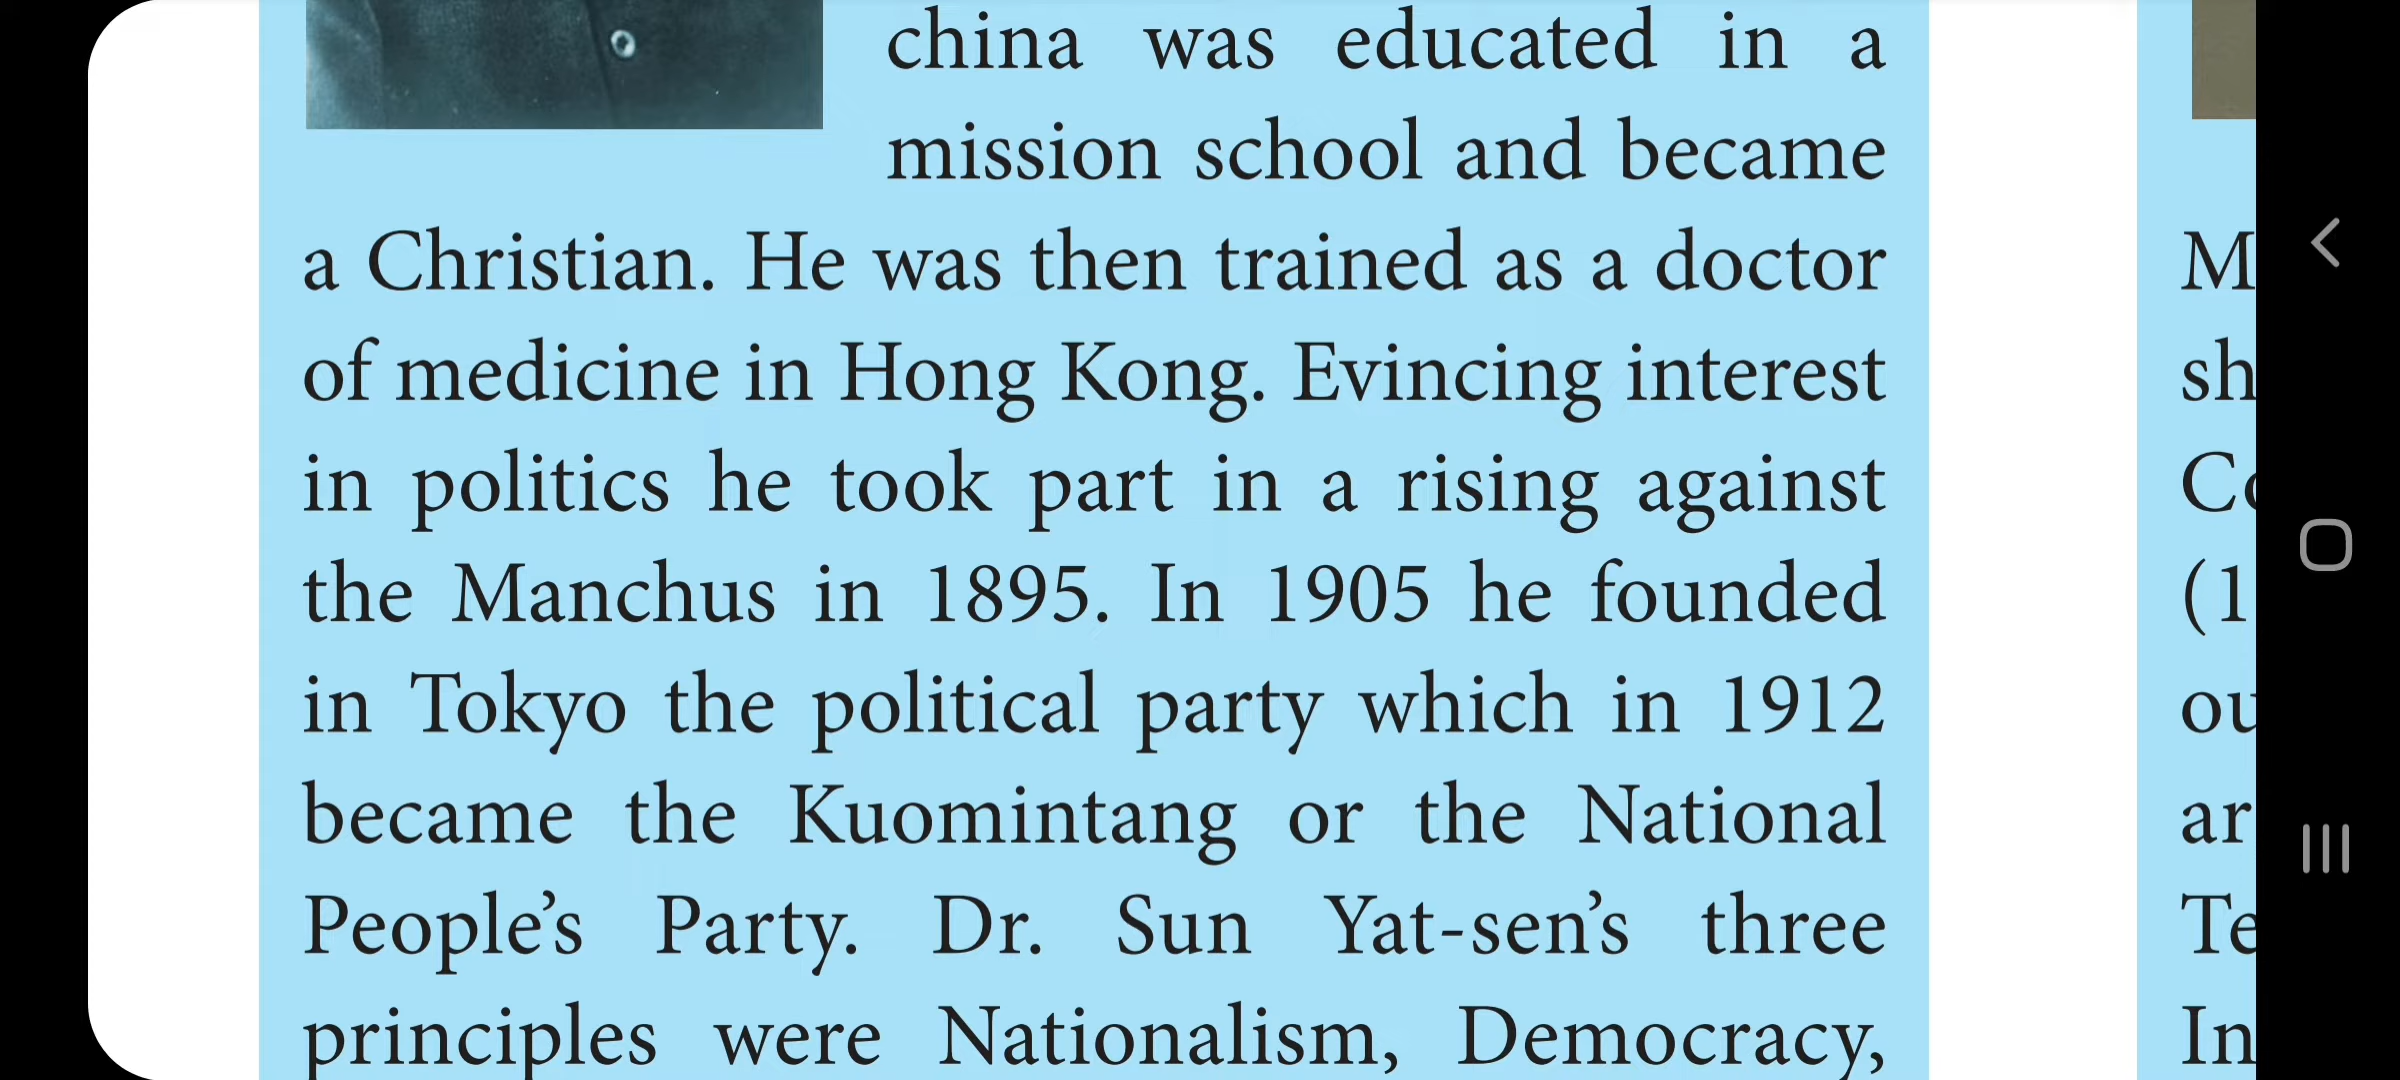 china was educated in a
mission school and became
a Christian. He was then trained as a doctor
of medicine in Hong Kong. Evincing interest
in politics he took part in a rising against
the Manchus in 1895. In 1905 he founded
in Tokyo the political party which in 1912
became the Kuomintang or the National
People’s Party. Dr. Sun Yat-sen’s three
principles were Nationalism, Democracy,